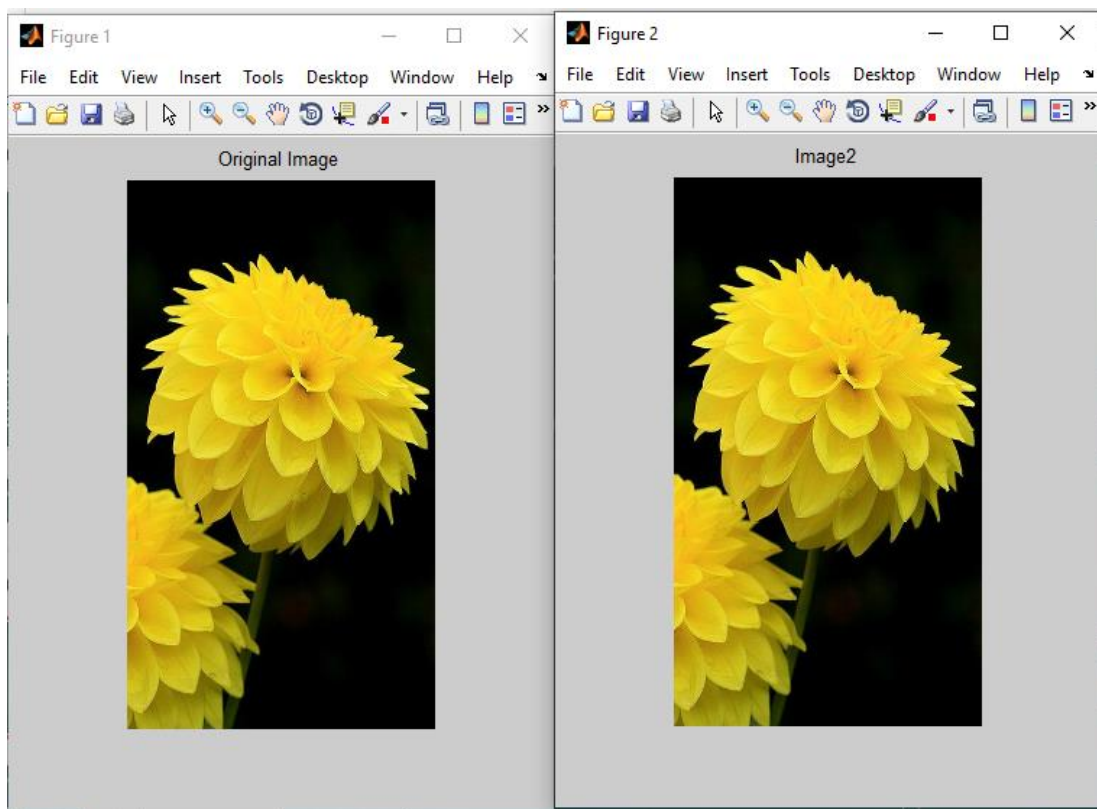 Figure 1
File Edit View Insert Tools Desktop Window Help
Original Image
Figure 2
File Edit View Insert Tools Desktop Window Help
Image2